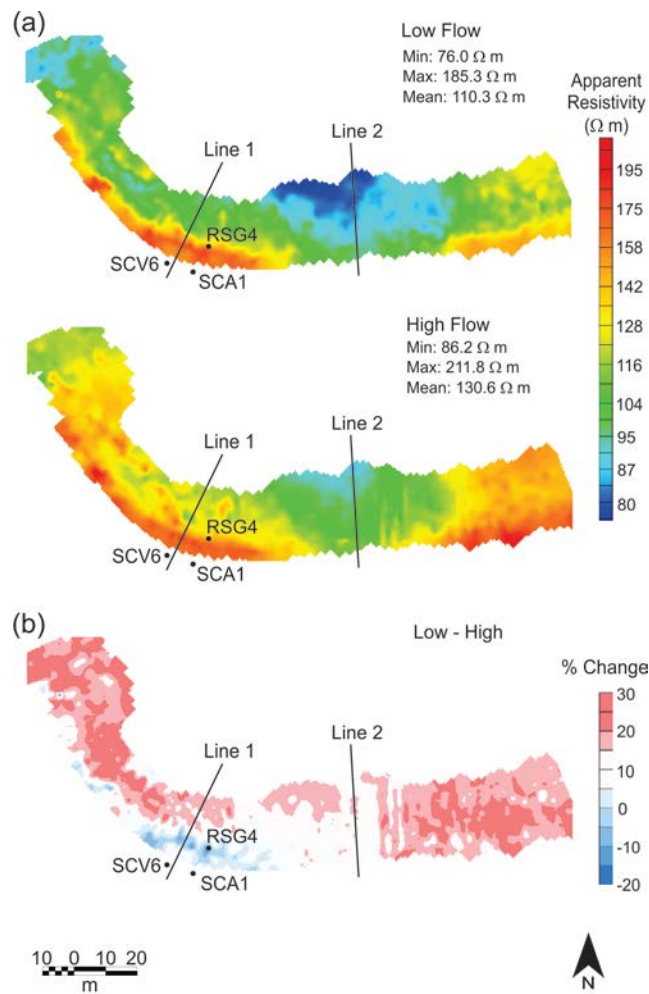 (a)
Low Flow
Min: 76.0 Ω m
Max: 185.3 Ω m
Mean: 110.3 Ω m
Apparent
Resistivity
(Ω m)
Line 1
Line 2
195
175
158
142
128
116
104
95
87
80
RSG4
SCV6
SCA1
High Flow
Min: 86.2 Ω m
Max: 211.8 Ω m
Mean: 130.6 Ω m
Line 1
Line 2
RSG4
SCV6
SCA1
(b)
Low - High
% Change
Line 1
Line 2
30
20
15
10
0
-10
-20
RSG4
SCV6
SCA1
10 0 10 20
m
N